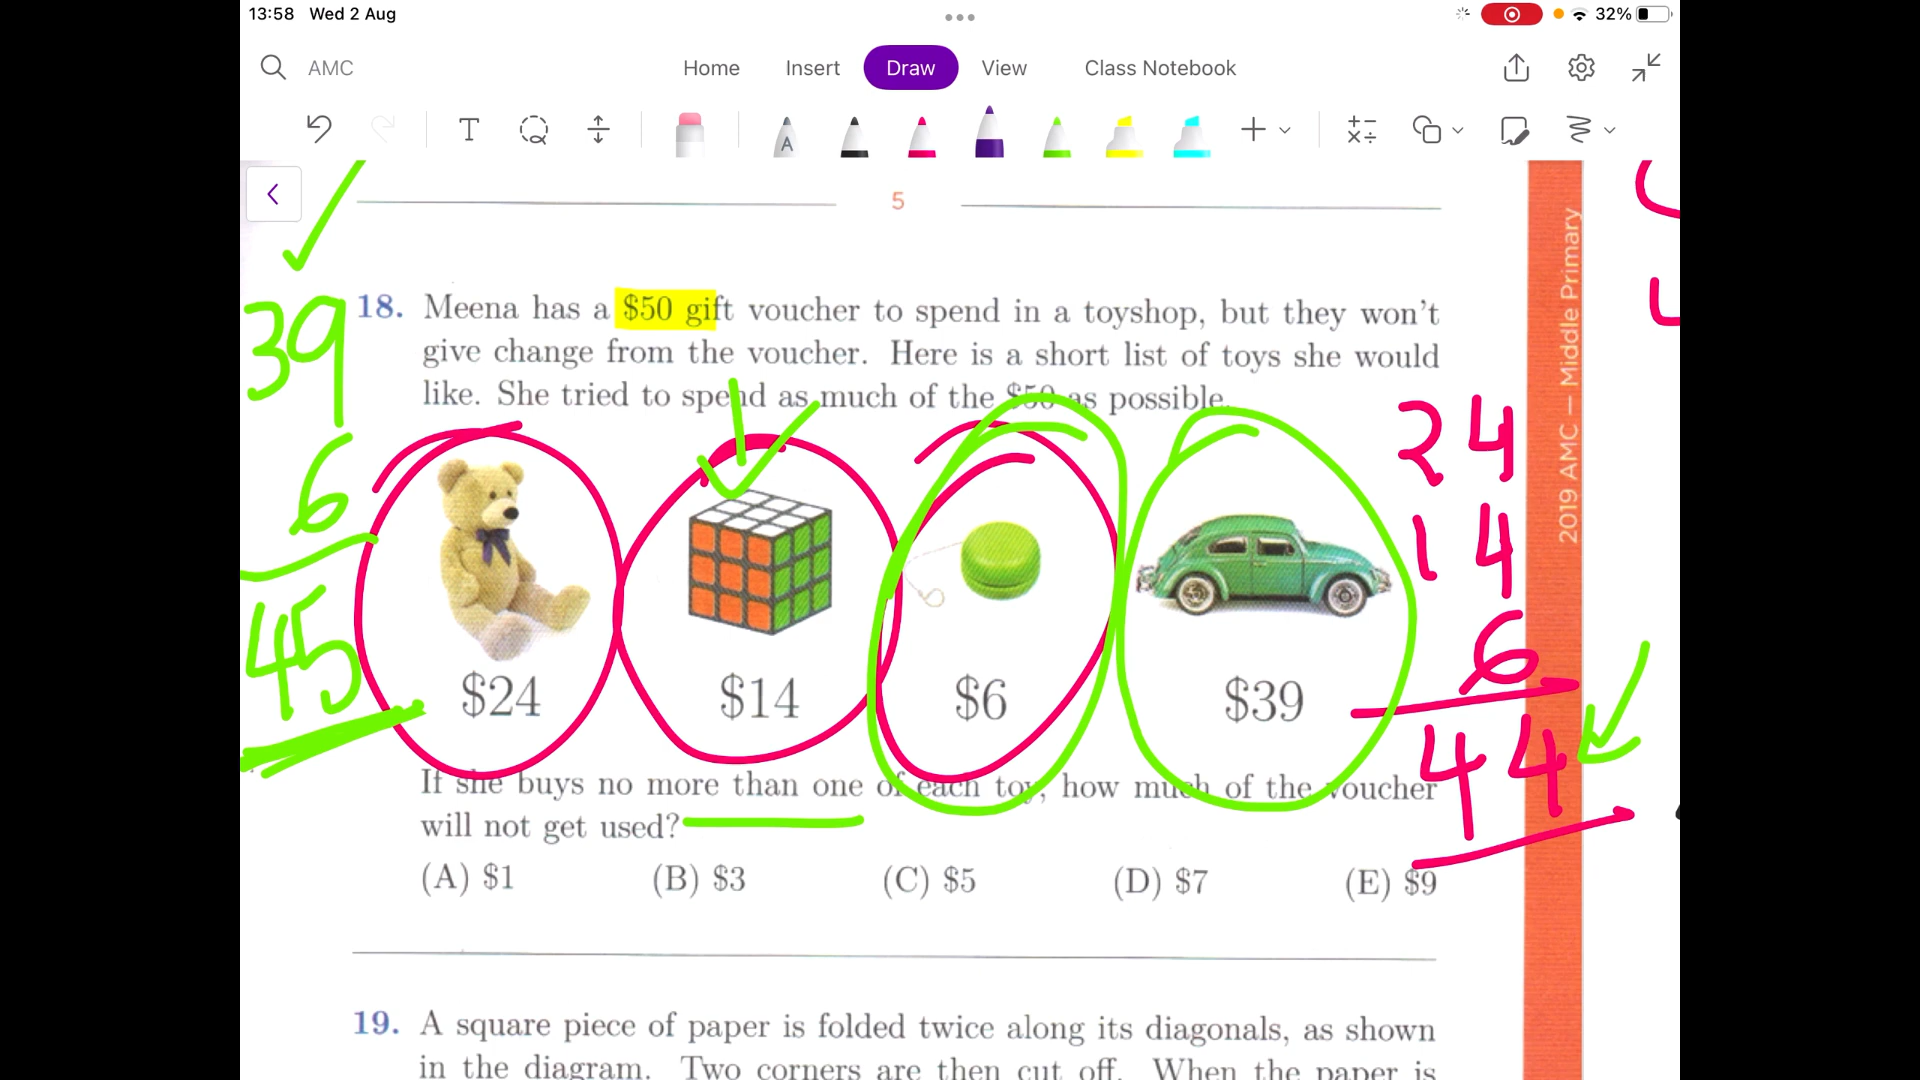 13:58 Wed 2 Aug
32%
AMC
Home Insert Draw View Class Notebook
T
A
5
2019 AMC — Middle Primary
18. Meena has a $50 gift voucher to spend in a toyshop, but they won't
give change from the voucher. Here is a short list of toys she would
like. She tried to spend as much of the $50 as possible.
39
6
45
24
14
6
44
$24 $14 $6 $39
If she buys no more than one of each toy, how much of the voucher
will not get used?
(A) $1 (B) $3 (C) $5 (D) $7 (E) $9
19. A square piece of paper is folded twice along its diagonals, as shown
in the diagram. Two corners are then cut off. When the paper is